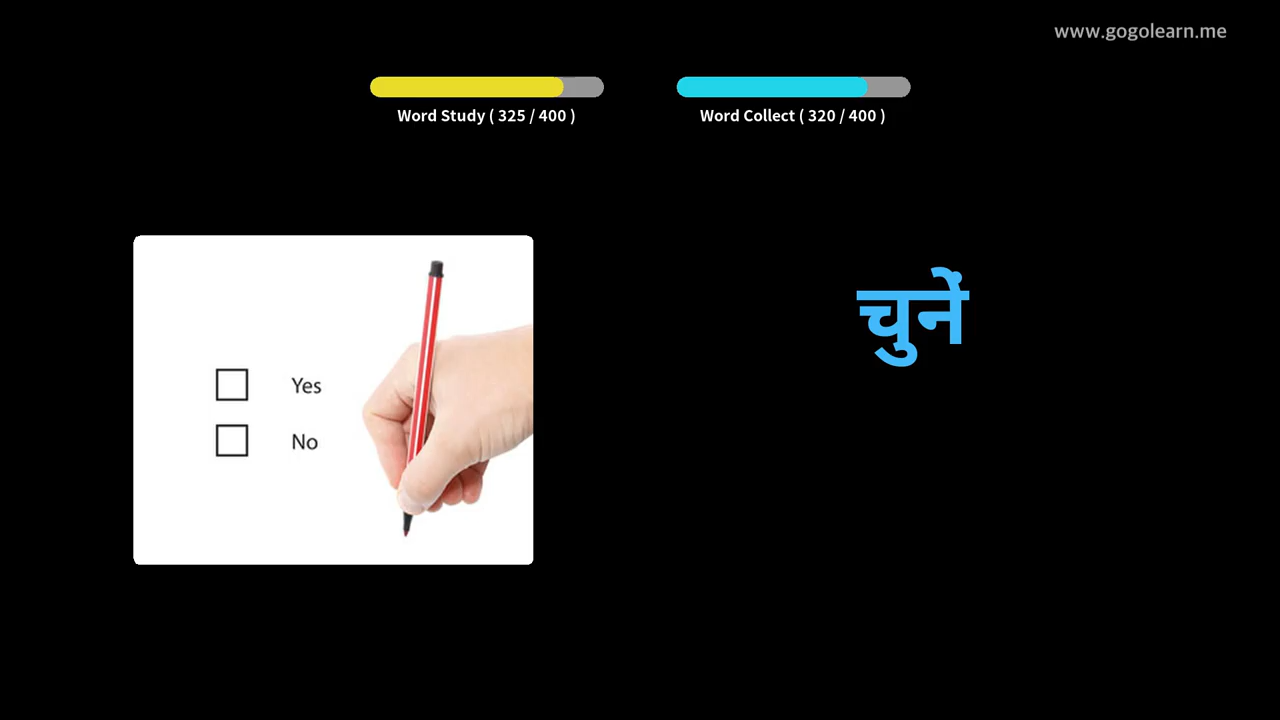 www.gogolearn.me
Word Study ( 325 / 400 )
Word Collect ( 320 / 400 )
चुनें
Yes
No